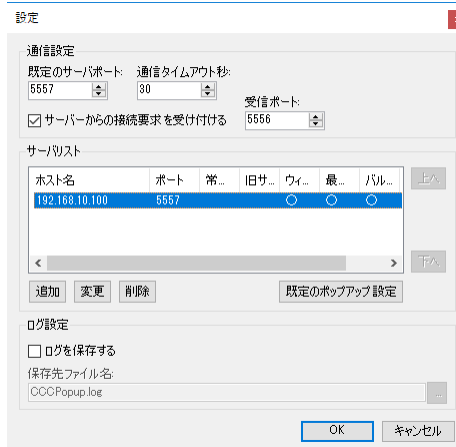 設定
通信設定
既定のサーバポート: 通信タイムアウト秒:
5557 30
受信ポート:
サーバーからの接続要求を受け付ける 5556
サーバリスト
ホスト名 ポート 常... 旧サ... ウィ... 最... バル... 上へ
192.168.10.100 5557 ○ ○ ○
下へ
追加 変更 削除 既定のポップアップ設定
ログ設定
ログを保存する
保存先ファイル名:
CCCPopup.log ...
OK キャンセル